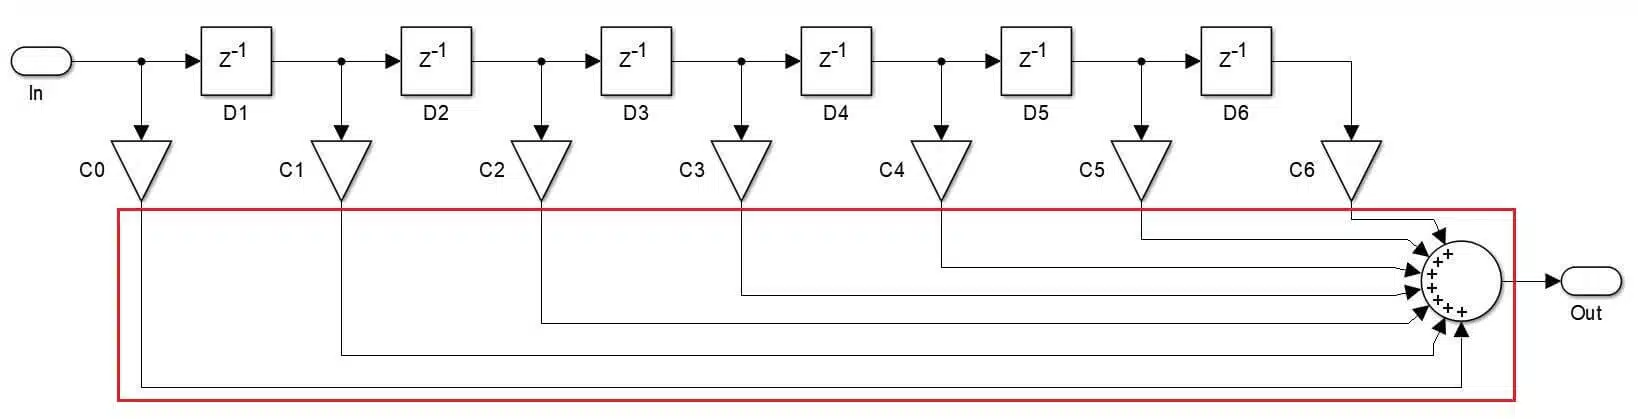 z-1 z-1 z-1 z-1 z-1 z-1
In D1 D2 D3 D4 D5 D6
C0 C1 C2 C3 C4 C5 C6
+
+
+
+
+
+ +
Out